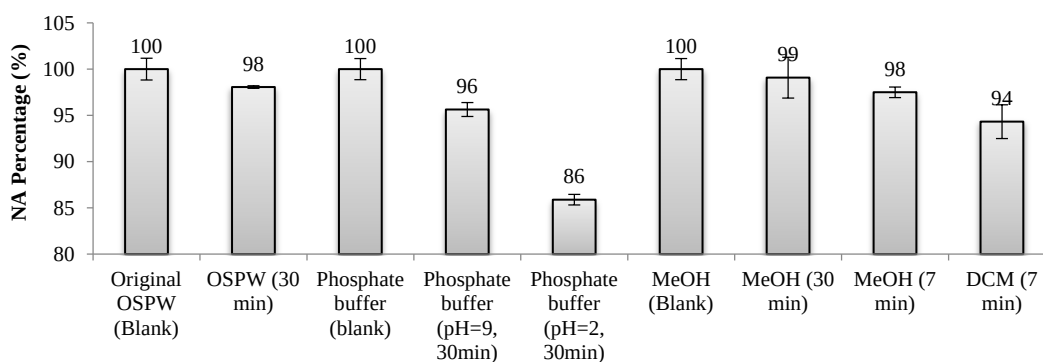 105
100
95
90
85
80
NA Percentage (%)
100
98
100
96
86
100
99
98
94
Original
OSPW
(Blank)
OSPW (30
min)
Phosphate
buffer
(blank)
Phosphate
buffer
(pH=9,
30min)
Phosphate
buffer
(pH=2,
30min)
MeOH
(Blank)
MeOH (30
min)
MeOH (7
min)
DCM (7
min)